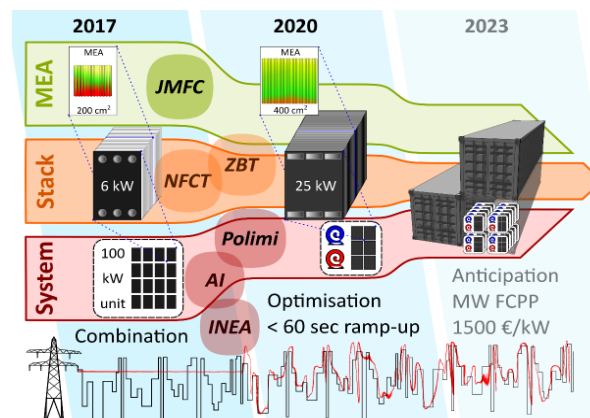 2017
2020
2023
MEA
MEA
200 cm²
JMFC
MEA
400 cm²
Stack
6 kW
NFCT
ZBT
25 kW
System
100
kW
unit
Polimi
AI
INEA
Combination
Optimisation
< 60 sec ramp-up
Anticipation
MW FCPP
1500 €/kW